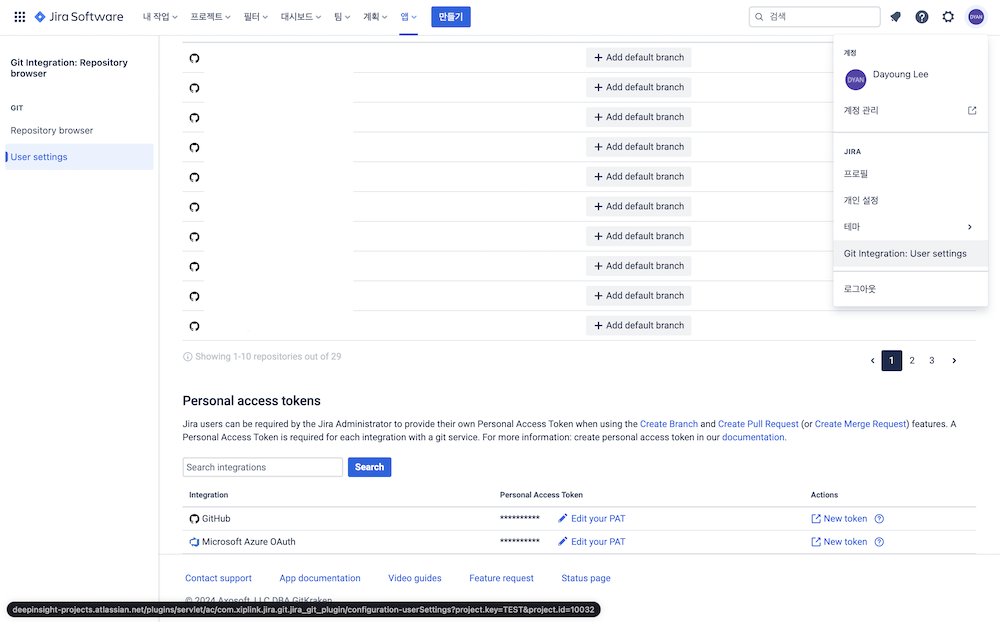 Jira Software 내 작업 프로젝트 필터 대시보드 팀 계획 앱 만들기 검색 DYAN
Git Integration: Repository
browser
GIT
Repository browser
User settings
Add default branch
Add default branch
Add default branch
Add default branch
Add default branch
Add default branch
Add default branch
Add default branch
Add default branch
Add default branch
Showing 1-10 repositories out of 29
1 2 3
계정
DYAN Dayoung Lee
계정 관리
JIRA
프로필
개인 설정
테마
Git Integration: User settings
로그아웃
Personal access tokens
Jira users can be required by the Jira Administrator to provide their own Personal Access Token when using the Create Branch and Create Pull Request (or Create Merge Request) features. A
Personal Access Token is required for each integration with a git service. For more information: create personal access token in our documentation.
Search integrations Search
Integration Personal Access Token Actions
GitHub ********** Edit your PAT New token
Microsoft Azure OAuth ********** Edit your PAT New token
Contact support App documentation Video guides Feature request Status page
© 2024 Axosoft, LLC DBA GitKraken
deepinsight-projects.atlassian.net/plugins/servlet/ac/com.xiplink.jira.git.jira_git_plugin/configuration-userSettings?project.key=TEST&project.id=10032